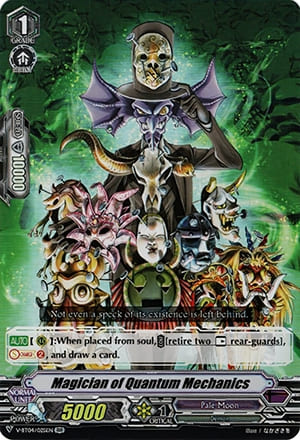 1
GRADE
SHIELD 10000
Not even a speck of its existence is left behind.
AUTO
]:When placed from soul, [retire two rear-guards],
, and draw a card.
Magician of Quantum Mechanics
NORMAL UNIT
POWER 5000
1
CRITICAL
Pale Moon
V-BT04/025EN RR